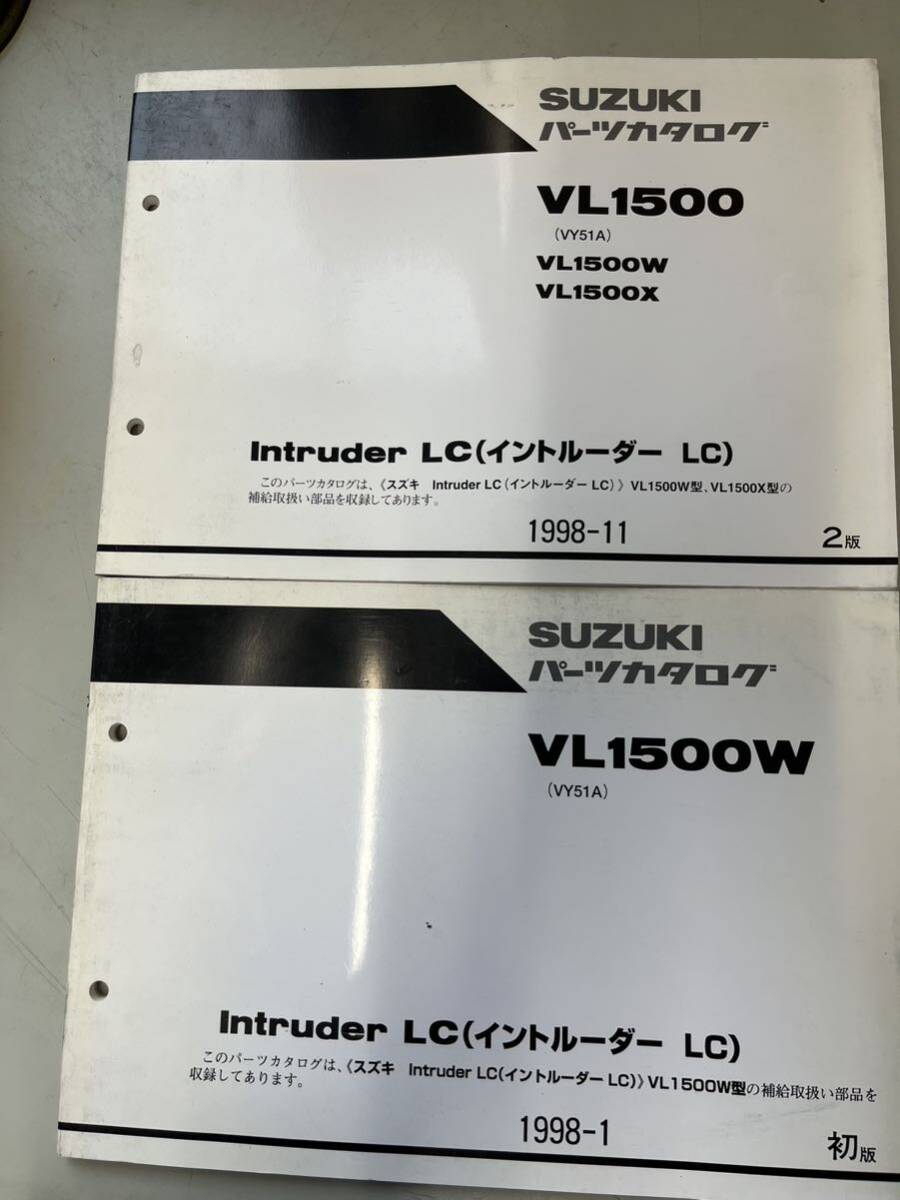 SUZUKI
パーツカタログ
VL1500
(VY51A)
VL1500W
VL1500X
Intruder LC(イントルーダー LC)
このパーツカタログは、《スズキ Intruder LC(イントルーダー LC)》VL1500W型、VL1500X型の
補給取扱い部品を収録してあります。
1998-11
2版
SUZUKI
パーツカタログ
VL1500W
(VY51A)
Intruder LC(イントルーダー LC)
このパーツカタログは、《スズキ Intruder LC(イントルーダー LC)》VL1500W型の補給取扱い部品を
収録してあります。
1998-1
初版